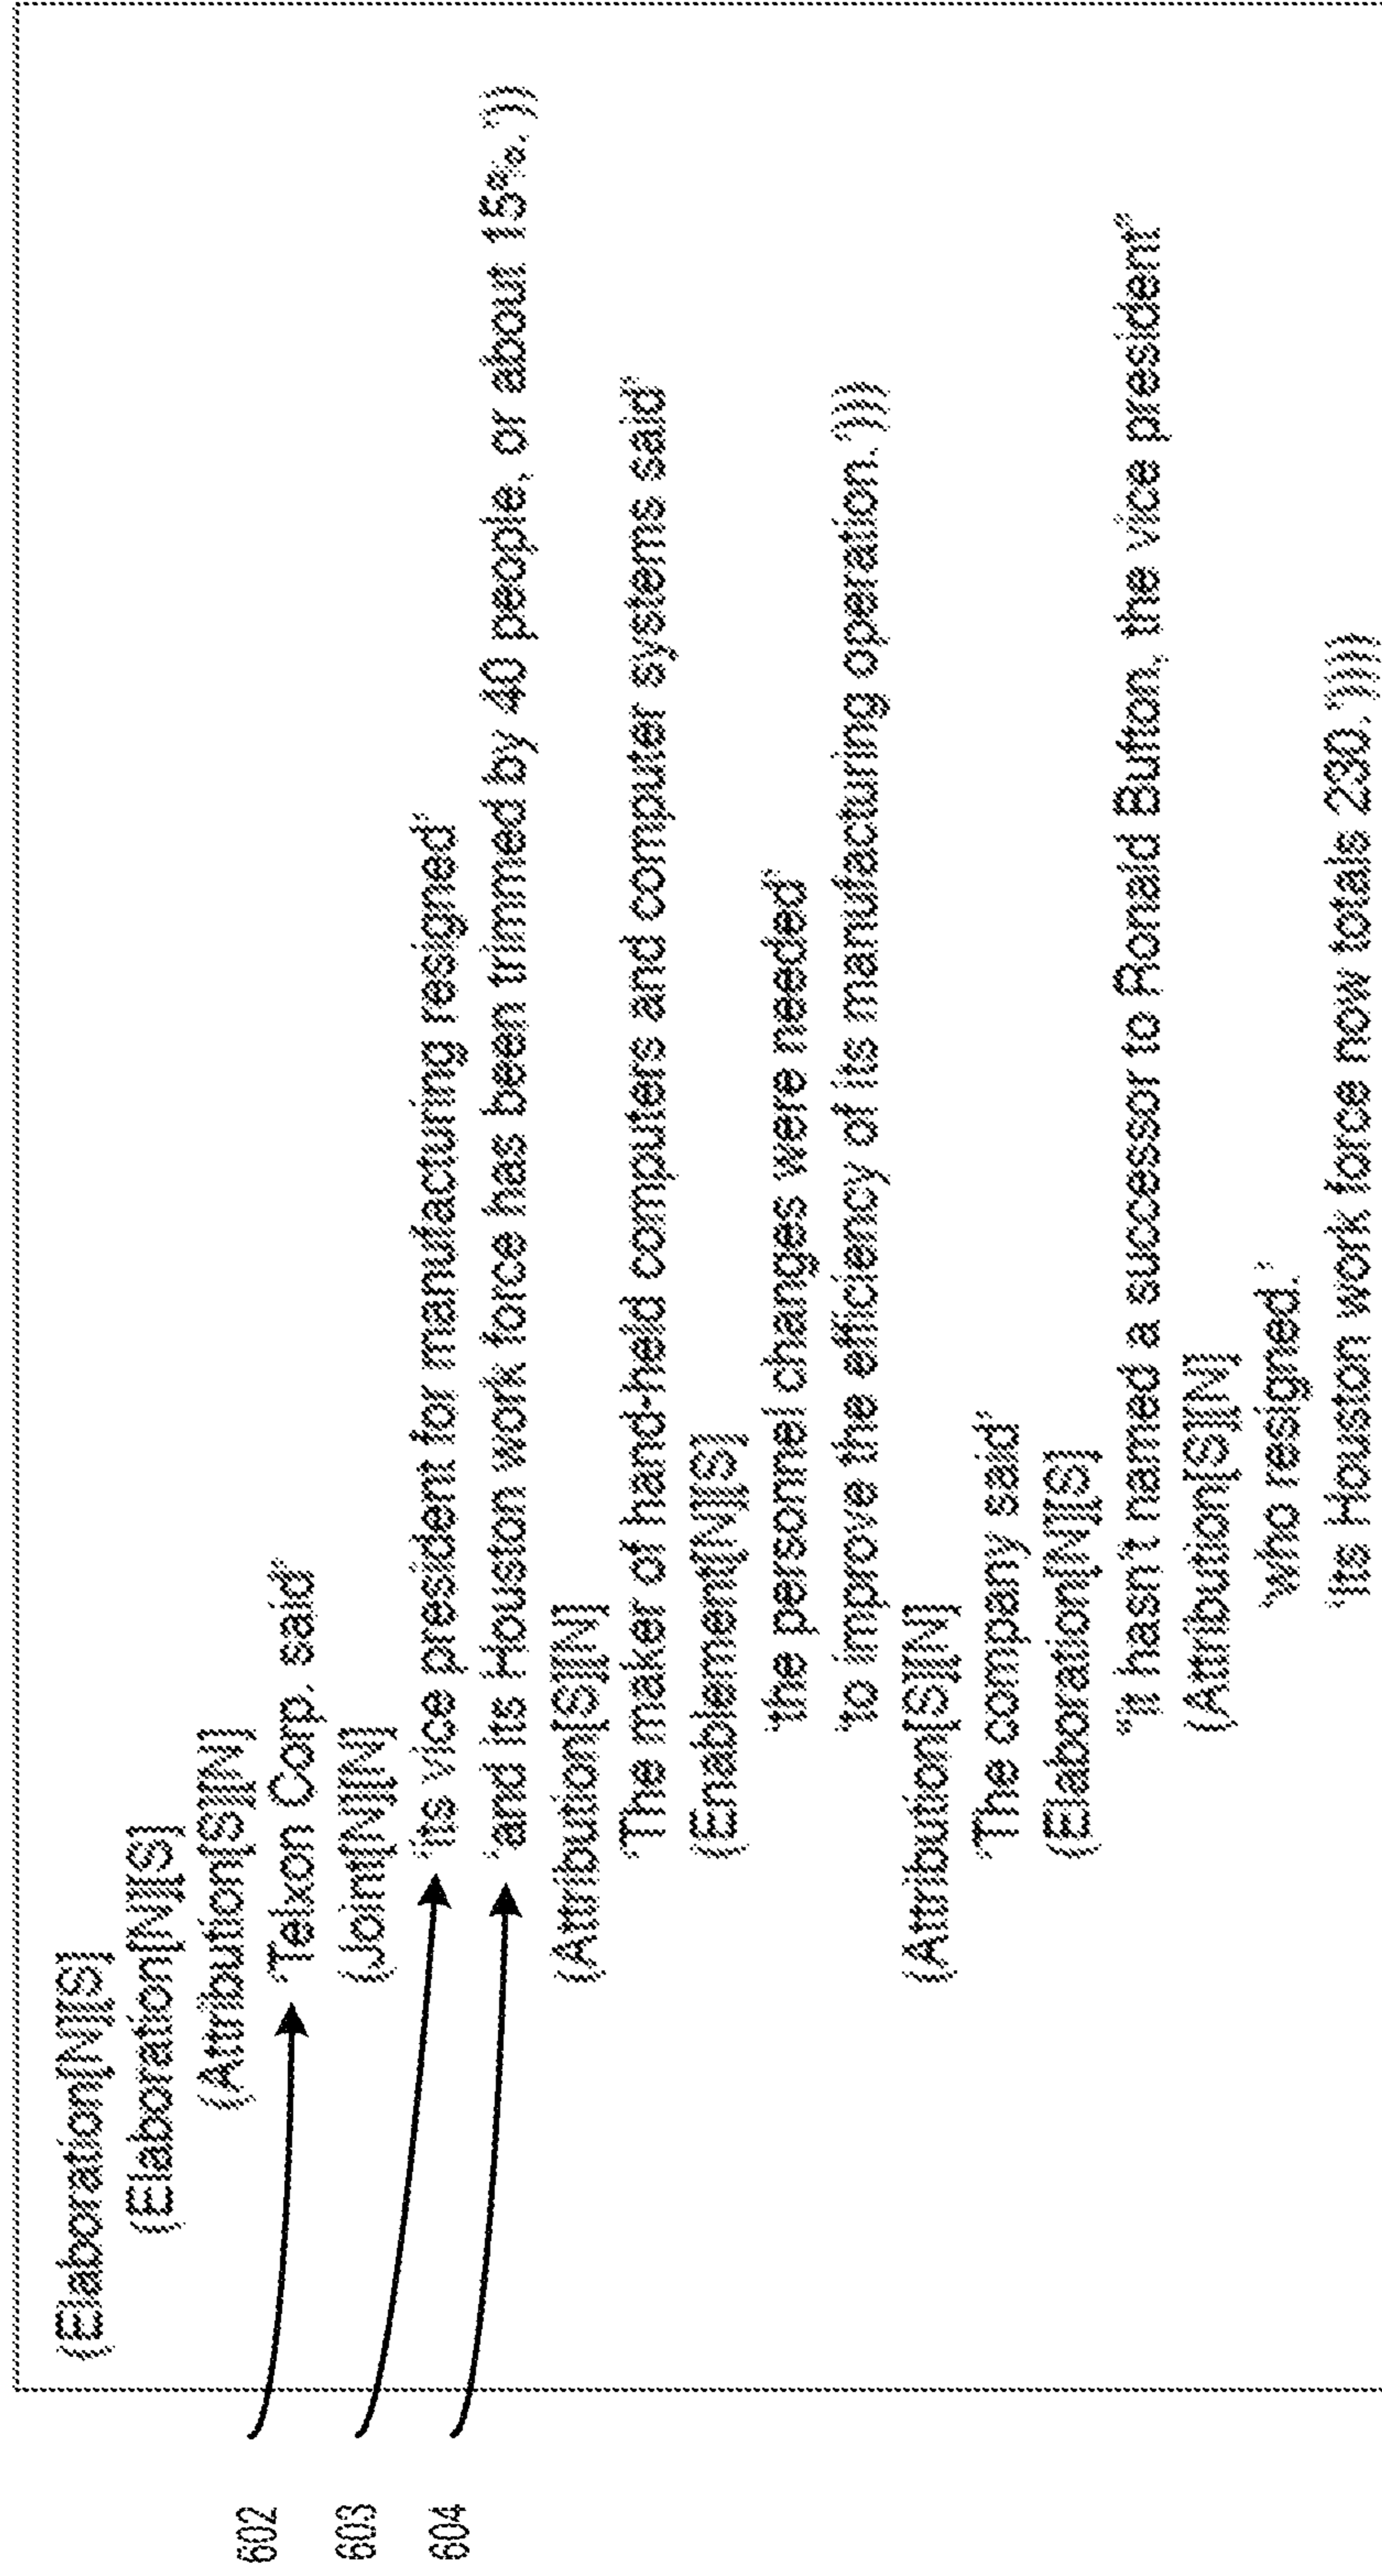 (Elaboration[N][S]
(Elaboration[N][S]
(Attribution[S][N]
602 'Telxon Corp. said"
(Joint[N][N]
603 'its vice president for manufacturing resigned"
604 'and its Houston work force has been trimmed by 40 people, or about 15%.'))
(Attribution[S][N]
'The maker of hand-held computers and computer systems said"
(Enablement[N][S]
'the personnel changes were needed"
'to improve the efficiency of its manufacturing operation.'))))
(Attribution[S][N]
'The company said"
(Elaboration[N][S]
"it hasn't named a successor to Ronald Bufton, the vice president"
(Attribution[S][N]
'who resigned.'
'Its Houston work force now totals 230.')))))